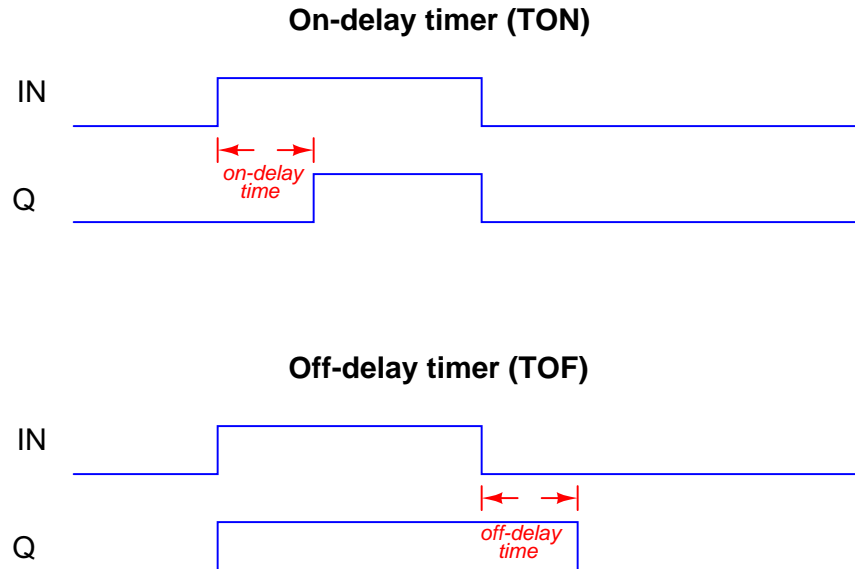 On-delay timer (TON)
IN
on-delay
time
Q
Off-delay timer (TOF)
IN
Q
off-delay
time